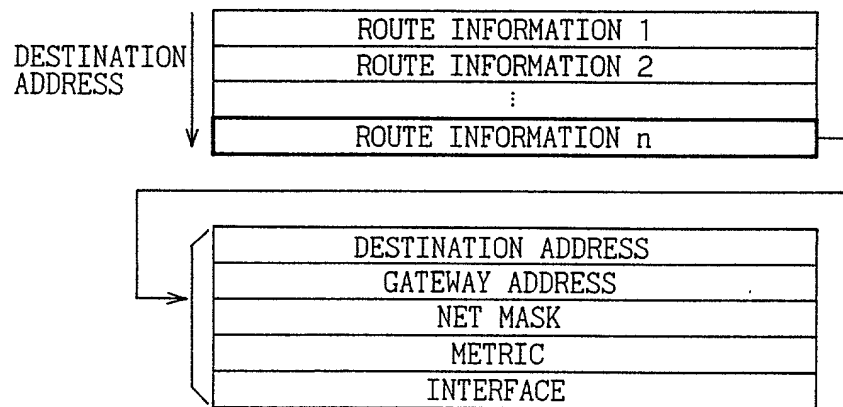 ROUTE INFORMATION 1
DESTINATION
ADDRESS
ROUTE INFORMATION 2
⋮
ROUTE INFORMATION n
DESTINATION ADDRESS
GATEWAY ADDRESS
NET MASK
METRIC
INTERFACE